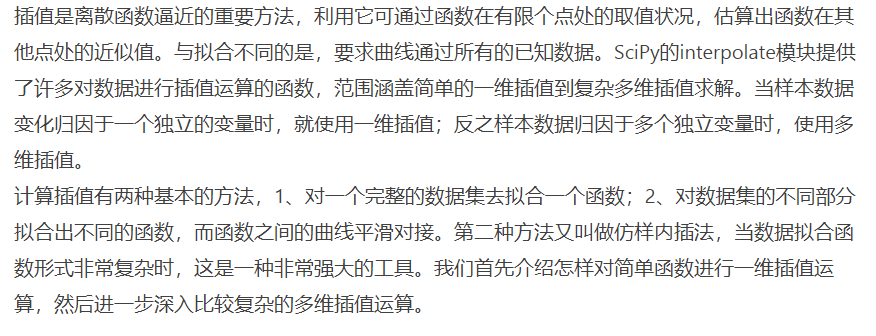 插值是离散函数逼近的重要方法，利用它可通过函数在有限个点处的取值状况，估算出函数在其
他点处的近似值。与拟合不同的是，要求曲线通过所有的已知数据。SciPy的interpolate模块提供
了许多对数据进行插值运算的函数，范围涵盖简单的一维插值到复杂多维插值求解。当样本数据
变化归因于一个独立的变量时，就使用一维插值；反之样本数据归因于多个独立变量时，使用多
维插值。
计算插值有两种基本的方法，1、对一个完整的数据集去拟合一个函数；2、对数据集的不同部分
拟合出不同的函数，而函数之间的曲线平滑对接。第二种方法又叫做仿样内插法，当数据拟合函
数形式非常复杂时，这是一种非常强大的工具。我们首先介绍怎样对简单函数进行一维插值运
算，然后进一步深入比较复杂的多维插值运算。